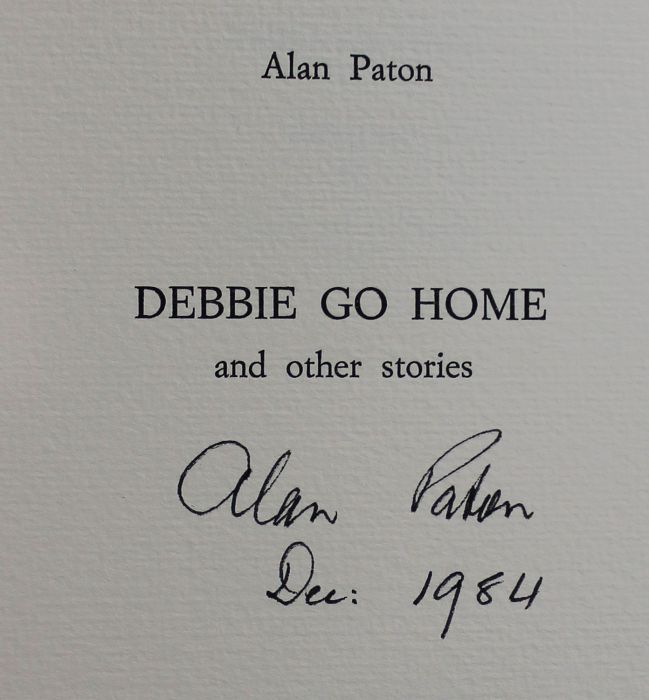 Alan Paton
DEBBIE GO HOME
and other stories
Alan Paton
Dec: 1984